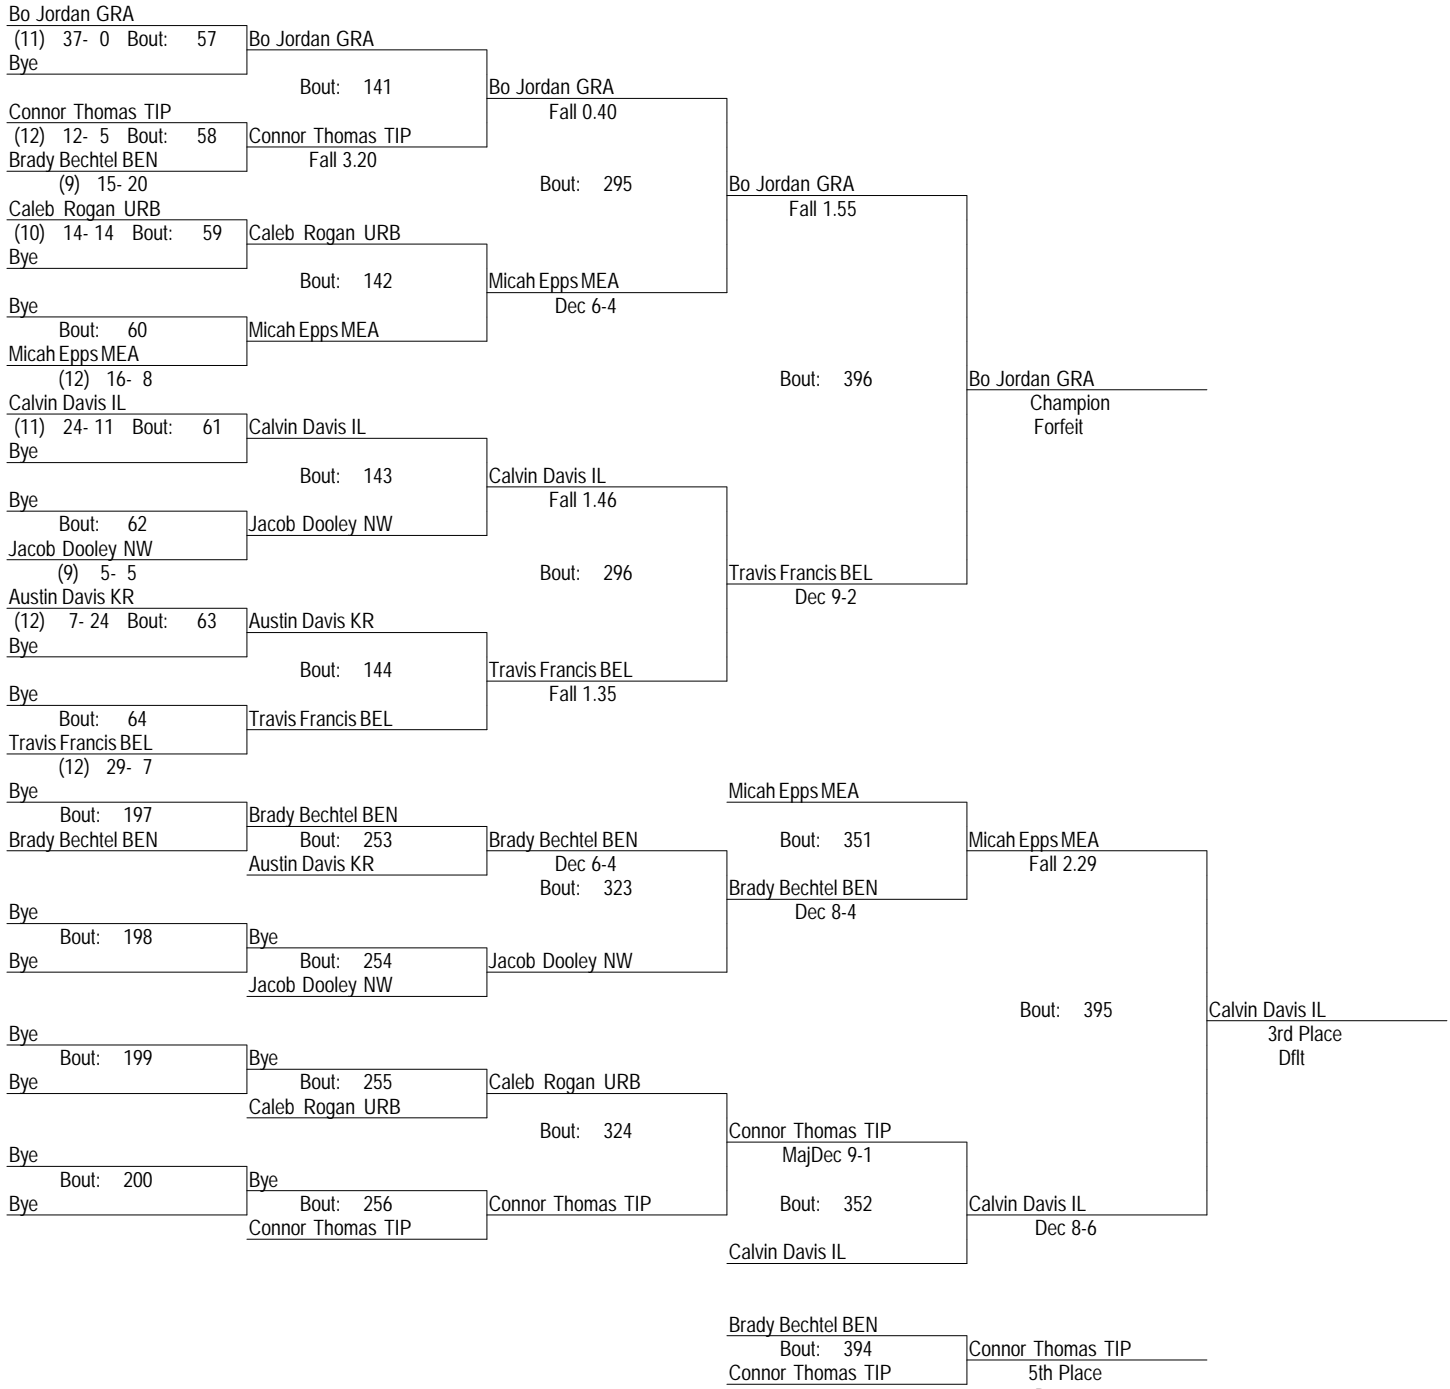 Bo Jordan GRA
(11) 37- 0 Bout: 57 Bo Jordan GRA
Bye
Bout: 141 Bo Jordan GRA
Connor Thomas TIP Fall 0.40
(12) 12- 5 Bout: 58 Connor Thomas TIP
Brady Bechtel BEN Fall 3.20
(9) 15- 20 Bout: 295 Bo Jordan GRA
Caleb Rogan URB Fall 1.55
(10) 14- 14 Bout: 59 Caleb Rogan URB
Bye
Bout: 142 Micah Epps MEA
Bye Dec 6-4
Bout: 60 Micah Epps MEA
Micah Epps MEA
(12) 16- 8 Bout: 396 Bo Jordan GRA
Calvin Davis IL Champion
(11) 24- 11 Bout: 61 Calvin Davis IL Forfeit
Bye
Bout: 143 Calvin Davis IL
Bye Fall 1.46
Bout: 62 Jacob Dooley NW
Jacob Dooley NW
(9) 5- 5 Bout: 296 Travis Francis BEL
Austin Davis KR Dec 9-2
(12) 7- 24 Bout: 63 Austin Davis KR
Bye
Bout: 144 Travis Francis BEL
Bye Fall 1.35
Bout: 64 Travis Francis BEL
Travis Francis BEL
(12) 29- 7
Bye Micah Epps MEA
Bout: 197 Brady Bechtel BEN
Brady Bechtel BEN Bout: 253 Brady Bechtel BEN Bout: 351 Micah Epps MEA
Austin Davis KR Dec 6-4 Fall 2.29
Bout: 323 Brady Bechtel BEN
Bye Dec 8-4
Bout: 198 Bye
Bye Bout: 254 Jacob Dooley NW
Jacob Dooley NW
Bout: 395 Calvin Davis IL
Bye 3rd Place
Bout: 199 Bye Dflt
Bye Bout: 255 Caleb Rogan URB
Caleb Rogan URB
Bout: 324 Connor Thomas TIP
Bye MajDec 9-1
Bout: 200 Bye
Bye Bout: 256 Connor Thomas TIP Bout: 352 Calvin Davis IL
Connor Thomas TIP Dec 8-6
Calvin Davis IL
Brady Bechtel BEN
Bout: 394 Connor Thomas TIP
Connor Thomas TIP 5th Place